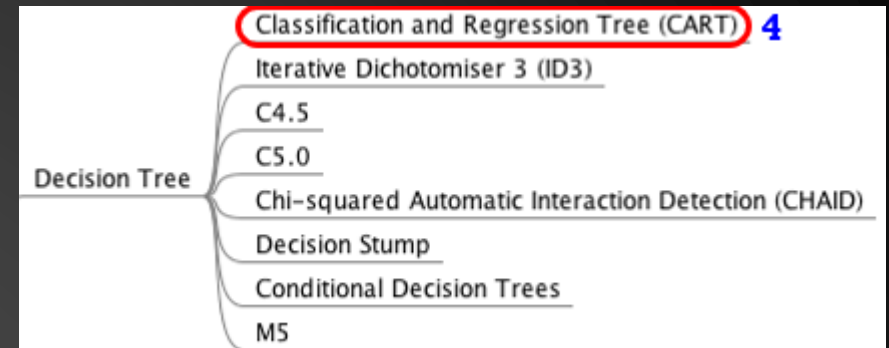 Classification and Regression Tree (CART) 4
Iterative Dichotomiser 3 (ID3)
C4.5
C5.0
Decision Tree
Chi-squared Automatic Interaction Detection (CHAID)
Decision Stump
Conditional Decision Trees
M5